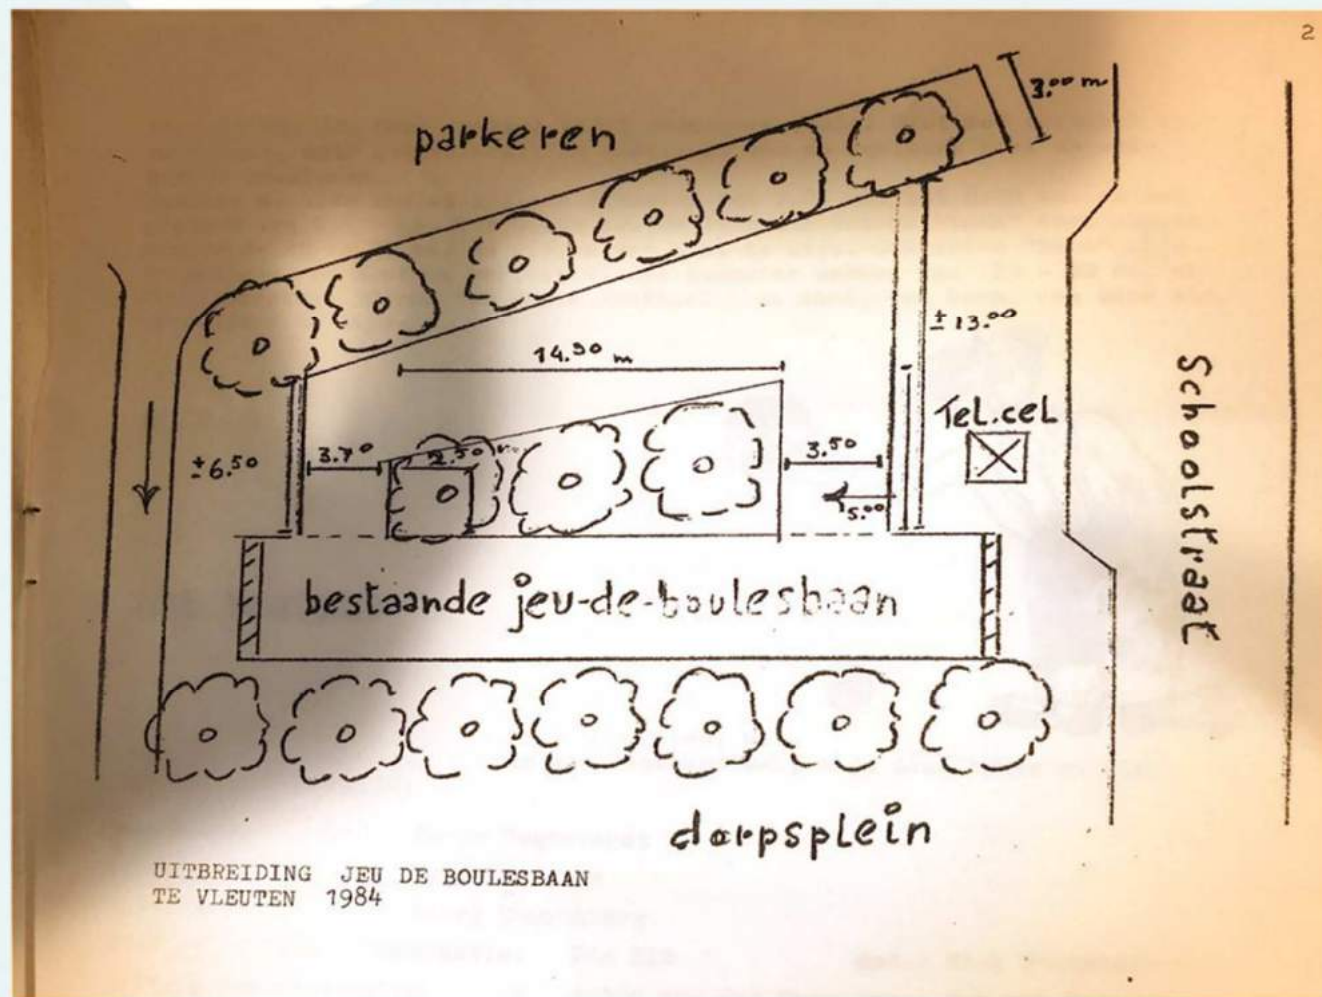 2
3.00 m
parkeren
± 13.00
14.50 m
Schoolstraat
Tel.cel
±6.50
3.70
2.50
3.50
5.00
bestaande jeu-de-boulesbaan
dorpsplein
UITBREIDING JEU DE BOULESBAAN
TE VLEUTEN 1984